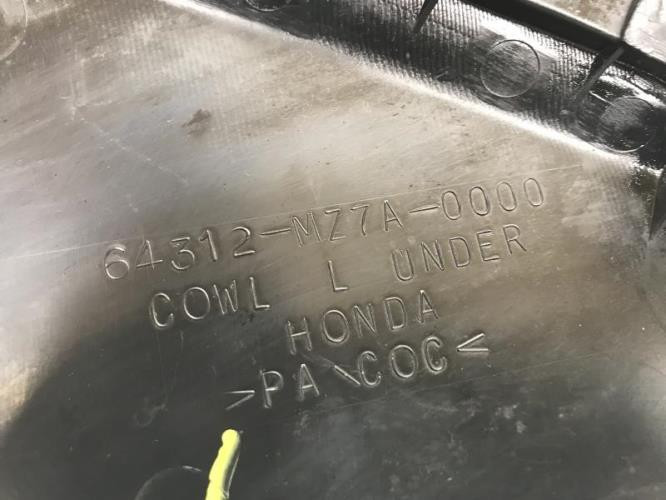 64312-MZ7A-0000
COWL L UNDER
HONDA
>PA\COC<